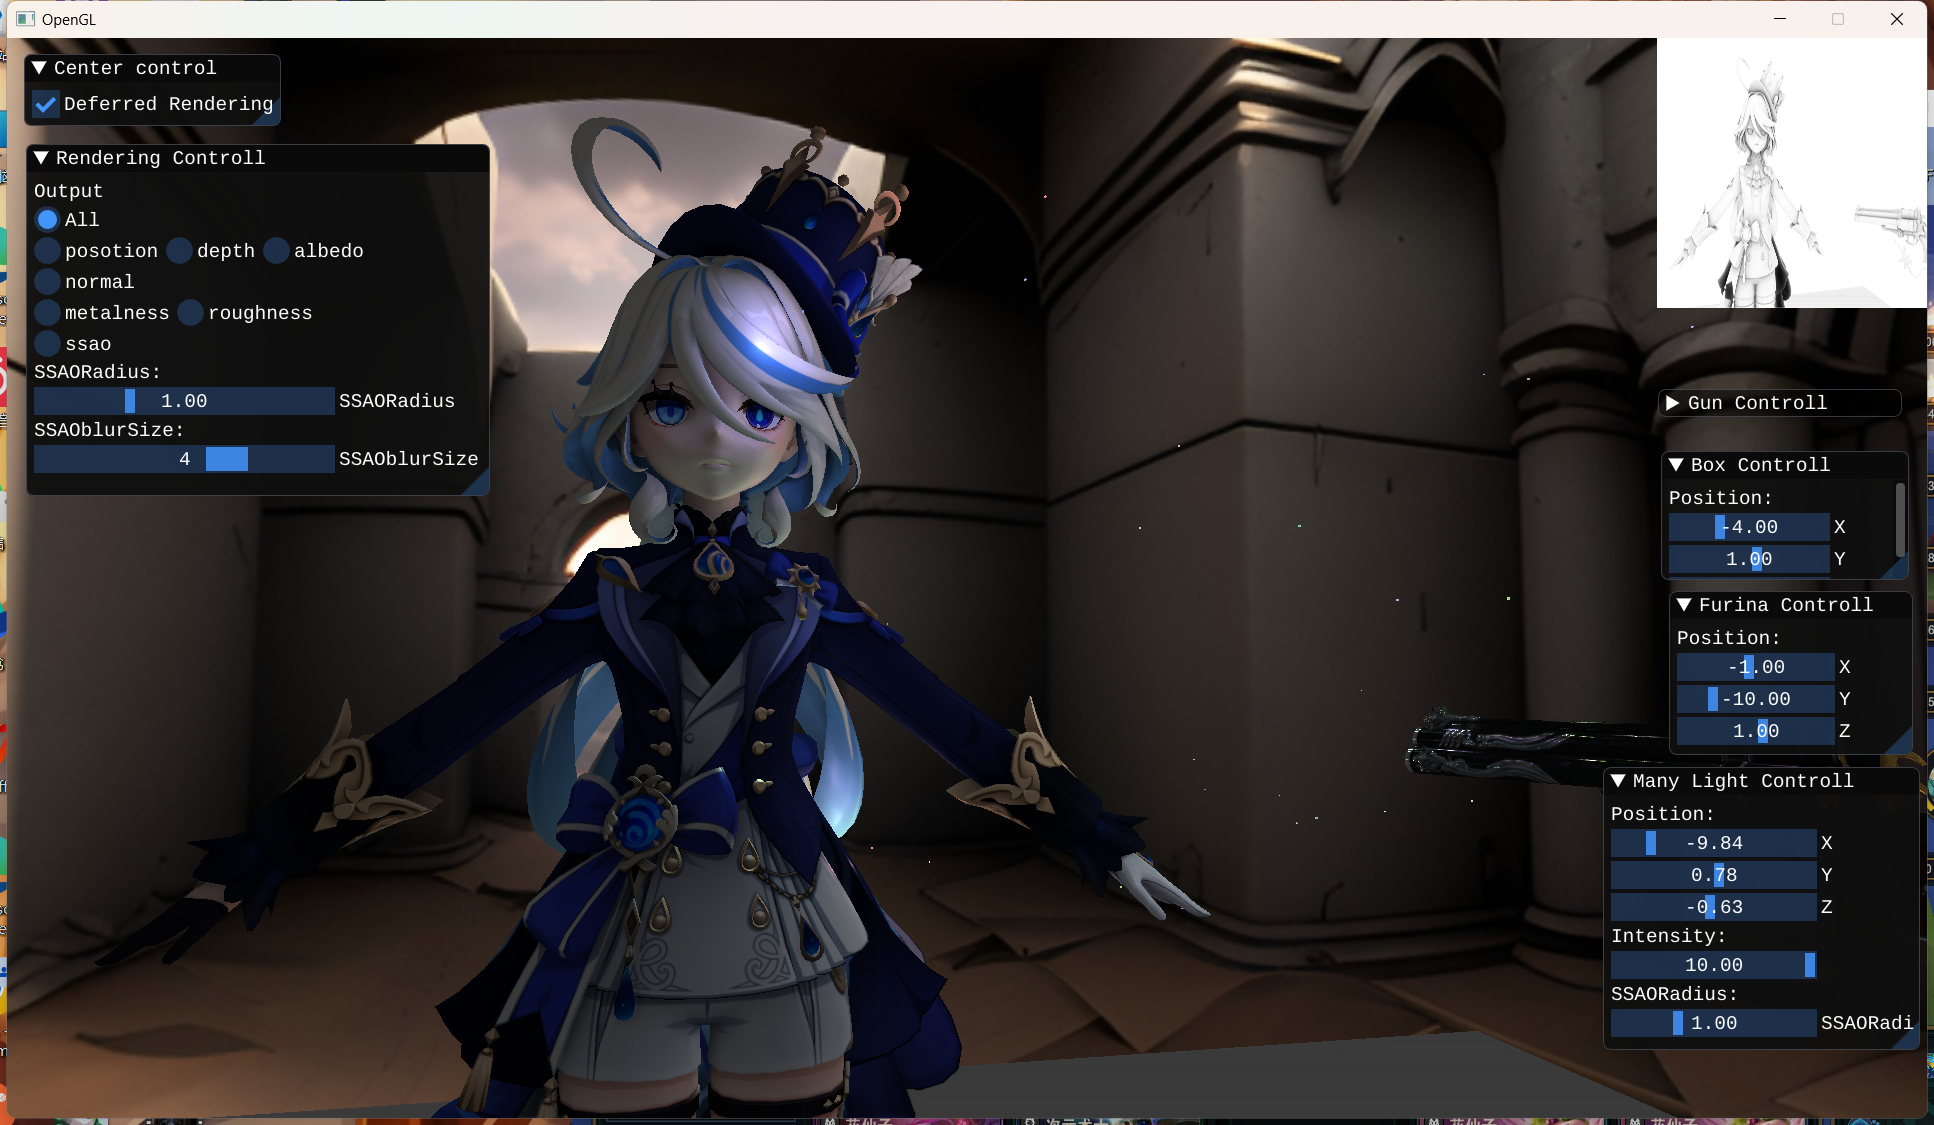 OpenGL
Center control
Deferred Rendering
Rendering Controll
Output
All
posotion depth albedo
normal
metalness roughness
ssao
SSAORadius:
1.00 SSAORadius
SSAOblurSize:
4 SSAOblurSize
Gun Controll
Box Controll
Position:
-4.00 X
1.00 Y
Furina Controll
Position:
-1.00 X
-10.00 Y
1.00 Z
Many Light Controll
Position:
-9.84 X
0.78 Y
-0.63 Z
Intensity:
10.00
SSAORadius:
1.00 SSAORadi